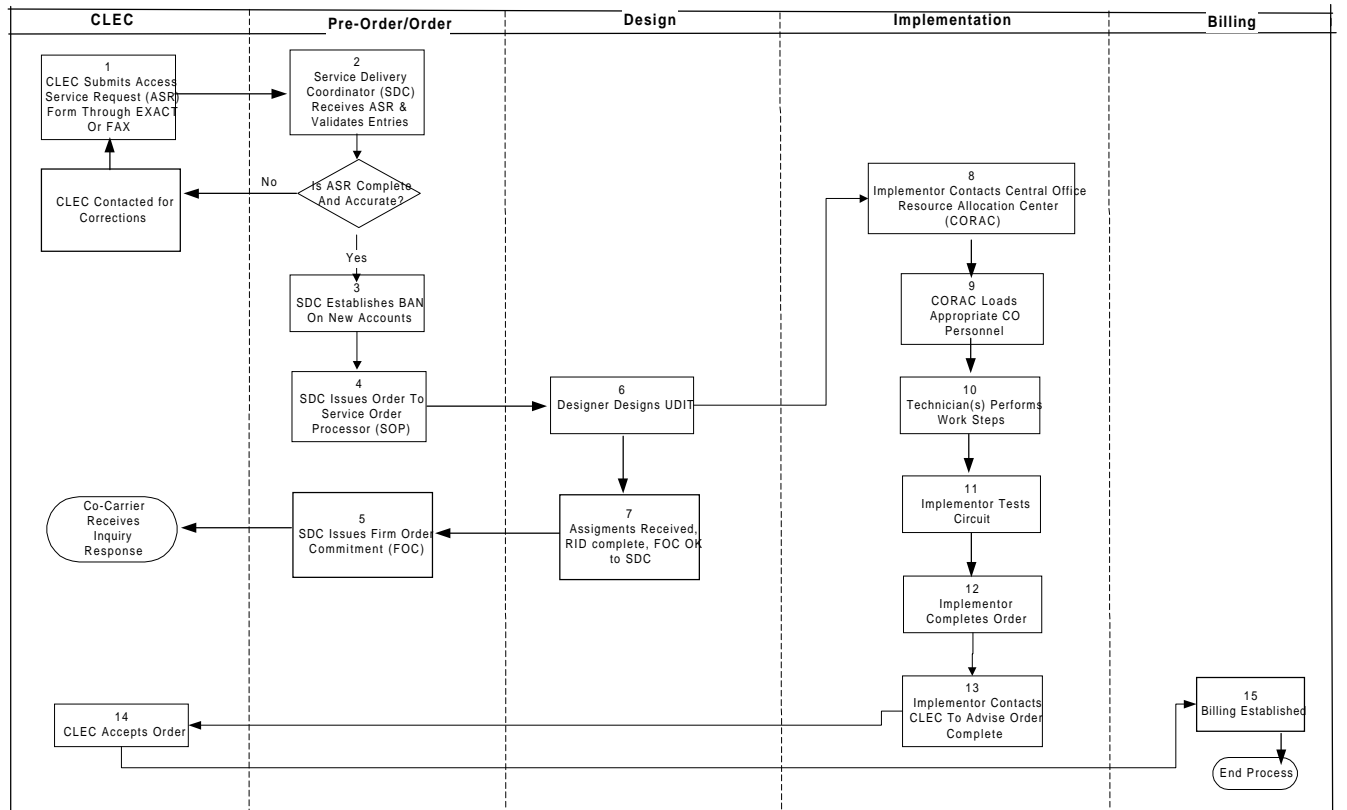 CLEC
Pre-Order/Order
Design
Implementation
Billing
1
CLEC Submits Access
Service Request (ASR)
Form Through EXACT
Or FAX
2
Service Delivery
Coordinator (SDC)
Receives ASR &
Validates Entries
CLEC Contacted for
Corrections
No
Is ASR Complete
And Accurate?
Yes
3
SDC Establishes BAN
On New Accounts
4
SDC Issues Order To
Service Order
Processor (SOP)
6
Designer Designs UDIT
8
Implementor Contacts Central Office
Resource Allocation Center
(CORAC)
9
CORAC Loads
Appropriate CO
Personnel
10
Technician(s) Performs
Work Steps
Co-Carrier
Receives
Inquiry
Response
5
SDC Issues Firm Order
Commitment (FOC)
7
Assigments Received,
RID complete, FOC OK
to SDC
11
Implementor Tests
Circuit
12
Implementor
Completes Order
13
Implementor Contacts
CLEC To Advise Order
Complete
14
CLEC Accepts Order
15
Billing Established
End Process